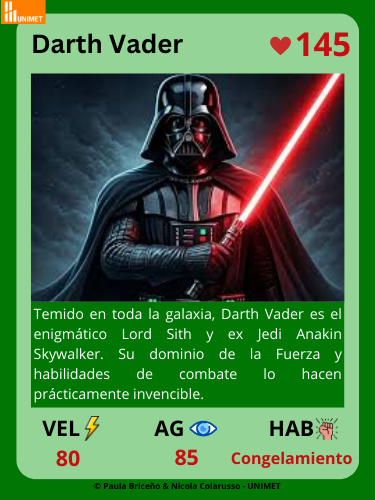 UNIMET
Darth Vader
145
Temido en toda la galaxia, Darth Vader es el
enigmático Lord Sith y ex Jedi Anakin
Skywalker. Su dominio de la Fuerza y
habilidades de combate lo hacen
prácticamente invencible.
VEL AG HAB
80 85 Congelamiento
© Paula Briceño & Nicola Colarusso - UNIMET